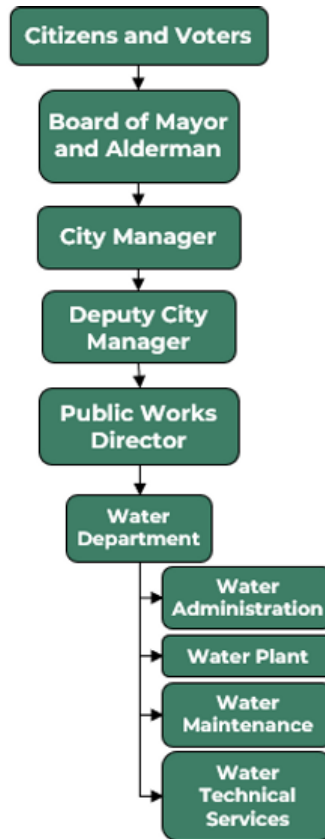 Citizens and Voters
Board of Mayor
and Alderman
City Manager
Deputy City
Manager
Public Works
Director
Water
Department
Water
Administration
Water Plant
Water
Maintenance
Water
Technical
Services